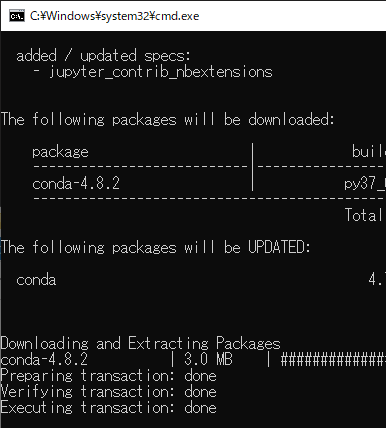 C:¥Windows¥system32¥cmd.exe
added / updated specs:
- jupyter_contrib_nbextensions
The following packages will be downloaded:
package | buil
---------------------------|-----------------
conda-4.8.2 | py37_
------------------------------------------------------------
Total
The following packages will be UPDATED:
conda 4.
Downloading and Extracting Packages
conda-4.8.2 | 3.0 MB | #############
Preparing transaction: done
Verifying transaction: done
Executing transaction: done